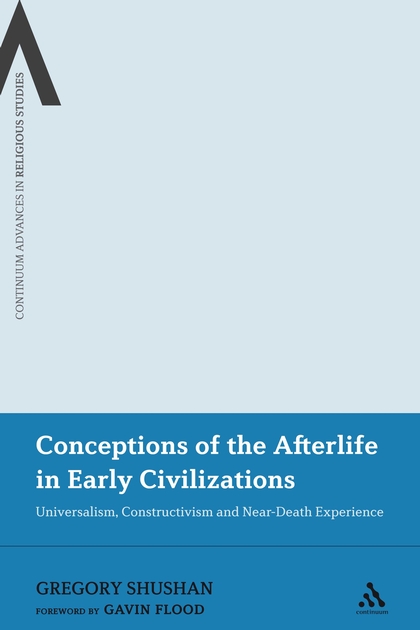 CONTINUUM ADVANCES IN RELIGIOUS STUDIES
Conceptions of the Afterlife
in Early Civilizations
Universalism, Constructivism and Near-Death Experience
GREGORY SHUSHAN
FOREWORD BY GAVIN FLOOD
continuum